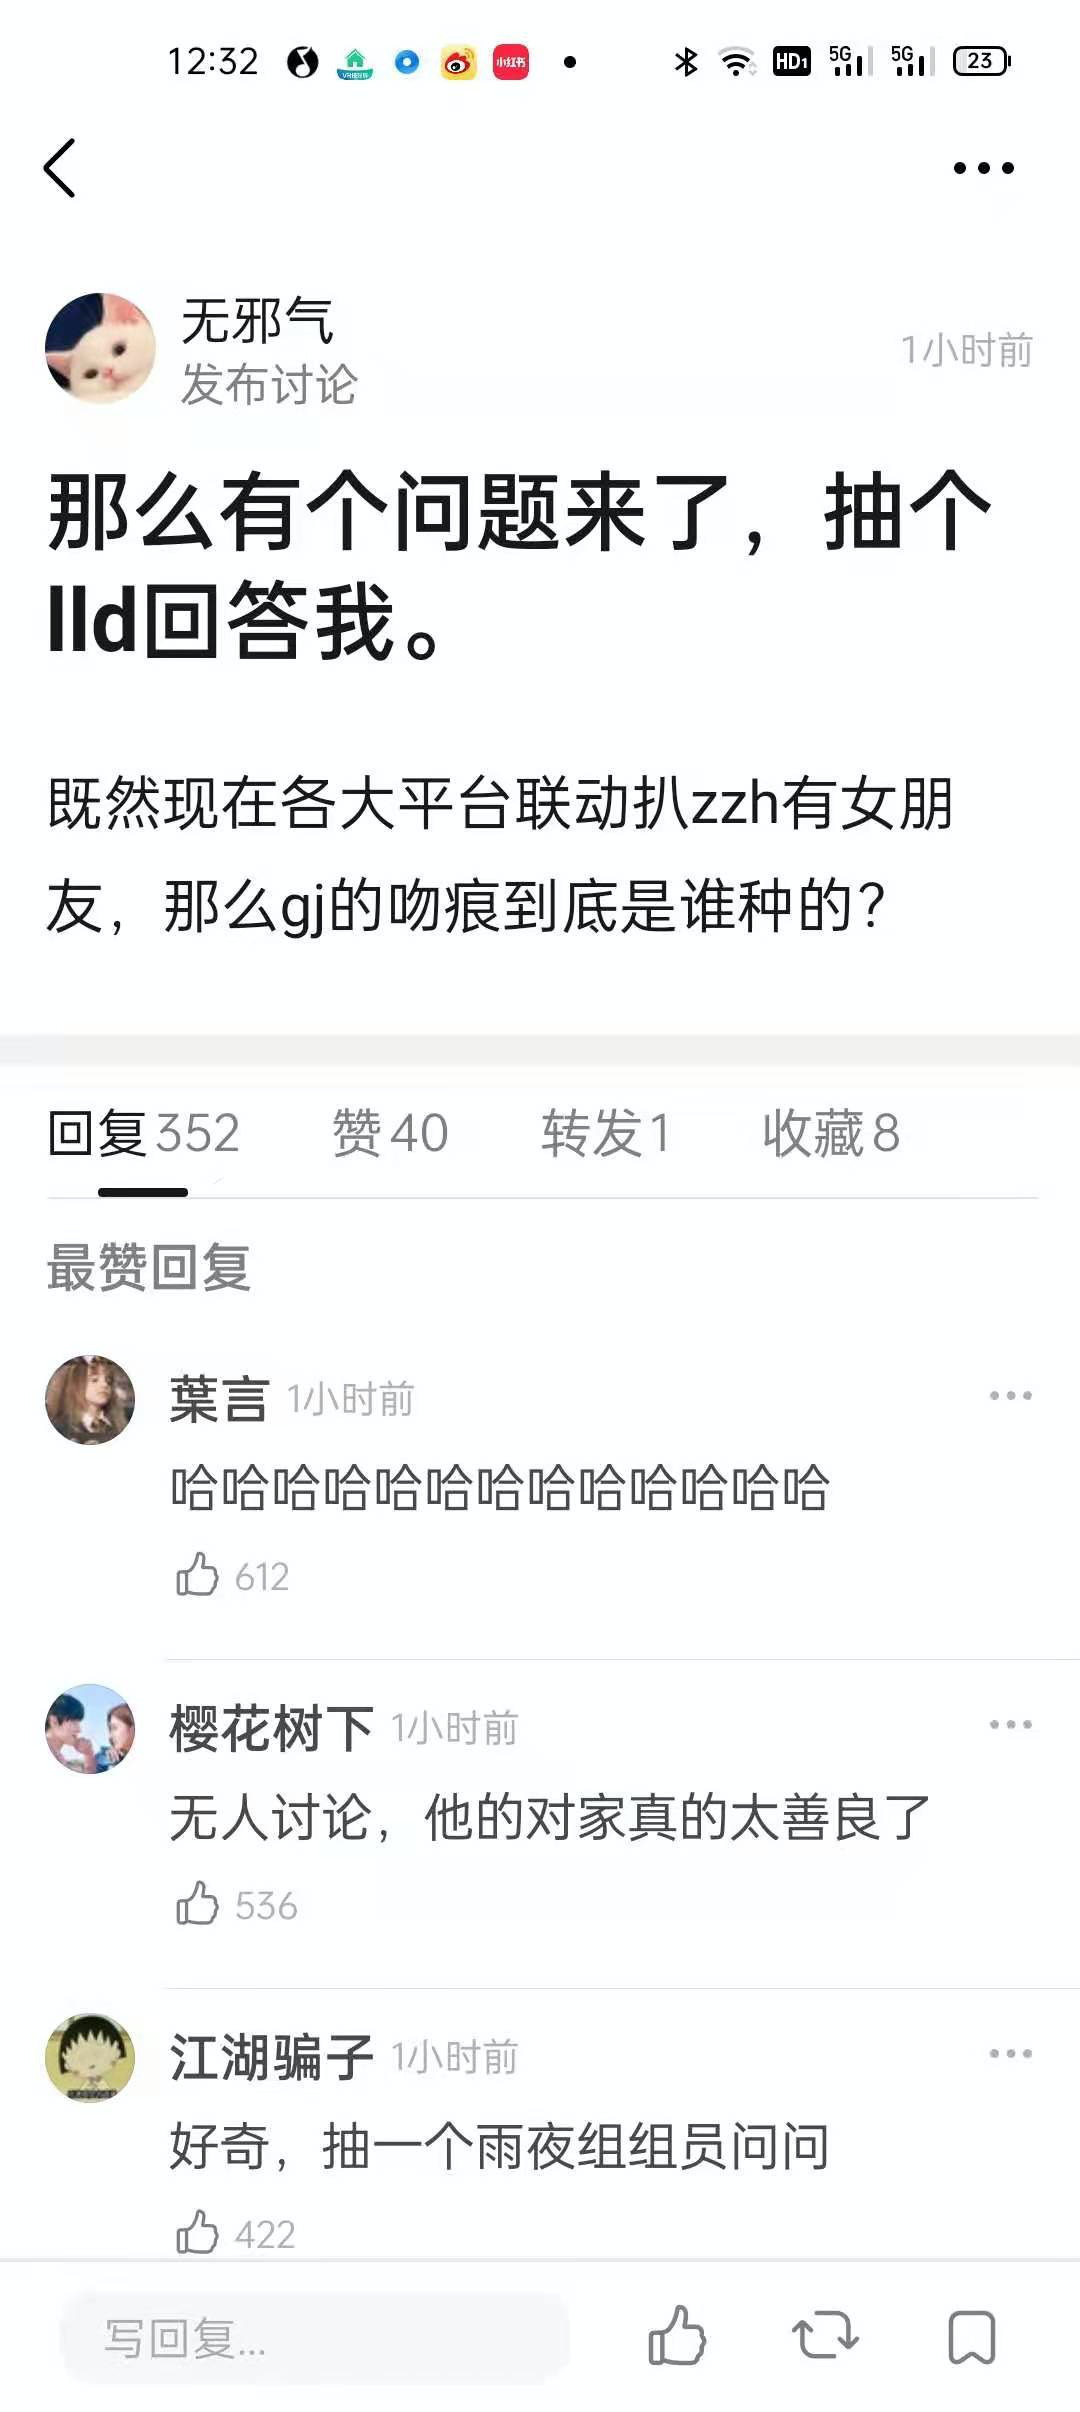 12:32 小红书 HD1 5G 5G 23
无邪气
发布讨论
1小时前
那么有个问题来了，抽个
lld回答我。
既然现在各大平台联动扒zzh有女朋
友，那么gj的吻痕到底是谁种的？
回复 352 赞 40 转发 1 收藏 8
最赞回复
葉言 1小时前
哈哈哈哈哈哈哈哈哈哈哈哈哈
612
樱花树下 1小时前
无人讨论，他的对家真的太善良了
536
江湖骗子 1小时前
好奇，抽一个雨夜组组员问问
422
写回复...